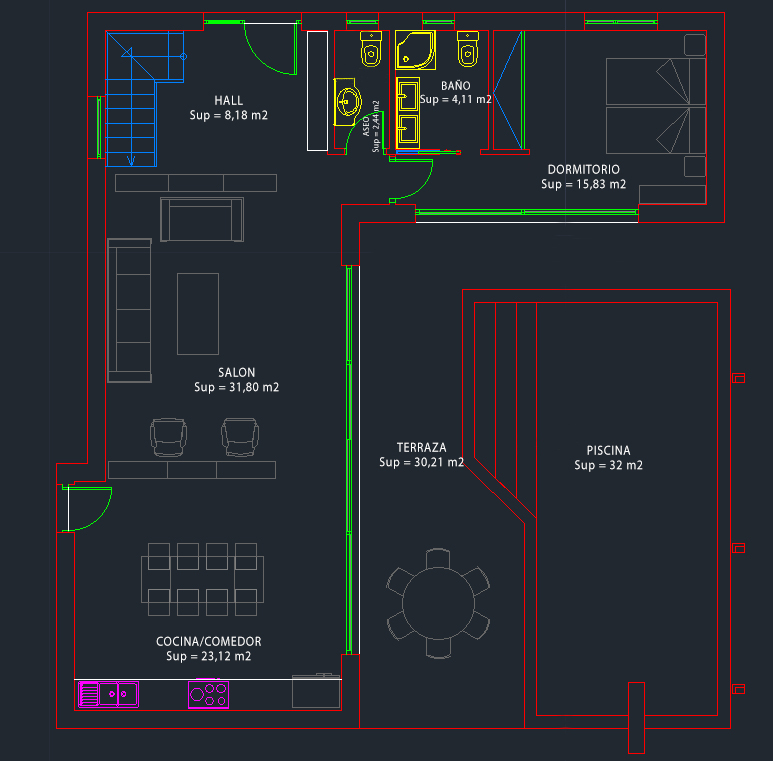 HALL
Sup = 8,18 m2
ASEO
Sup = 2,44 m2
BAÑO
Sup = 4,11 m2
DORMITORIO
Sup = 15,83 m2
SALON
Sup = 31,80 m2
TERRAZA
Sup = 30,21 m2
PISCINA
Sup = 32 m2
COCINA/COMEDOR
Sup = 23,12 m2